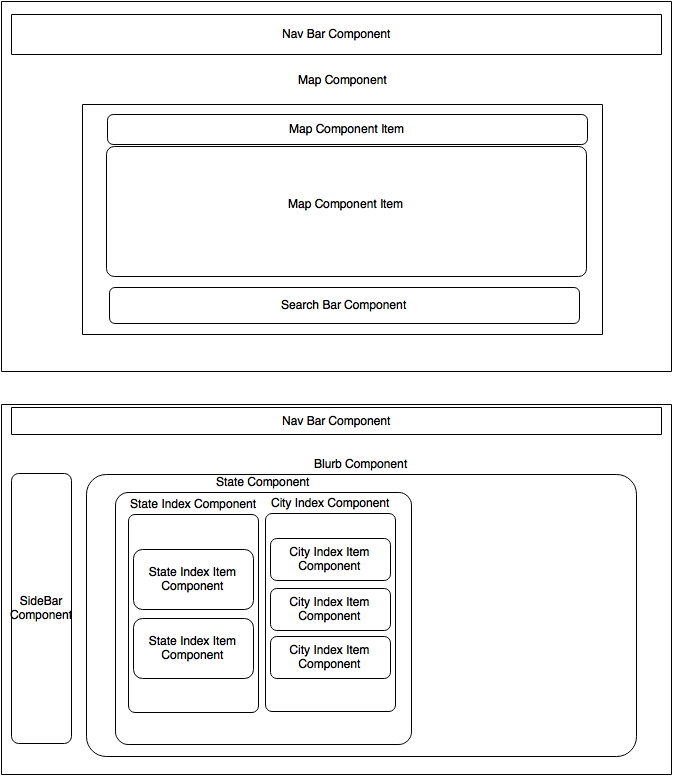 Nav Bar Component
Map Component
Map Component Item
Map Component Item
Search Bar Component
Nav Bar Component
Blurb Component
State Component
State Index Component
City Index Component
State Index Item
Component
State Index Item
Component
City Index Item
Component
City Index Item
Component
City Index Item
Component
SideBar
Component